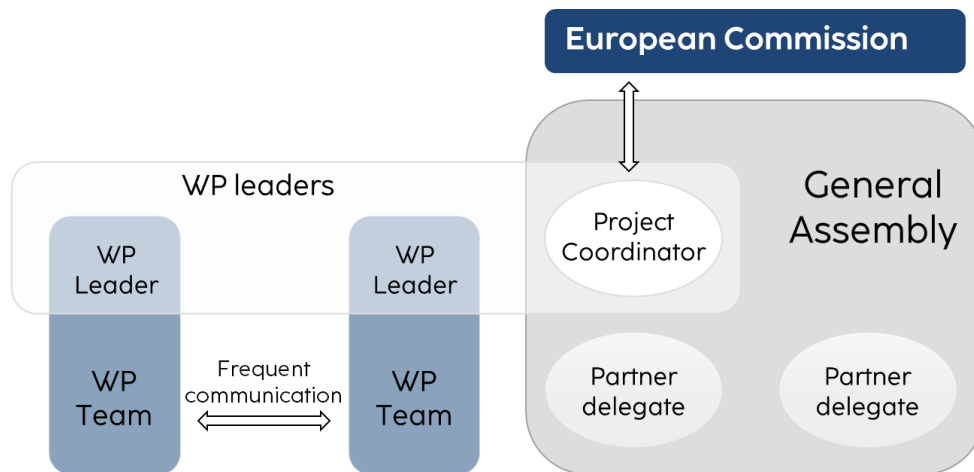 European Commission
WP leaders
General
Assembly
Project
Coordinator
WP
Leader
WP
Leader
WP
Team
Frequent
communication
WP
Team
Partner
delegate
Partner
delegate